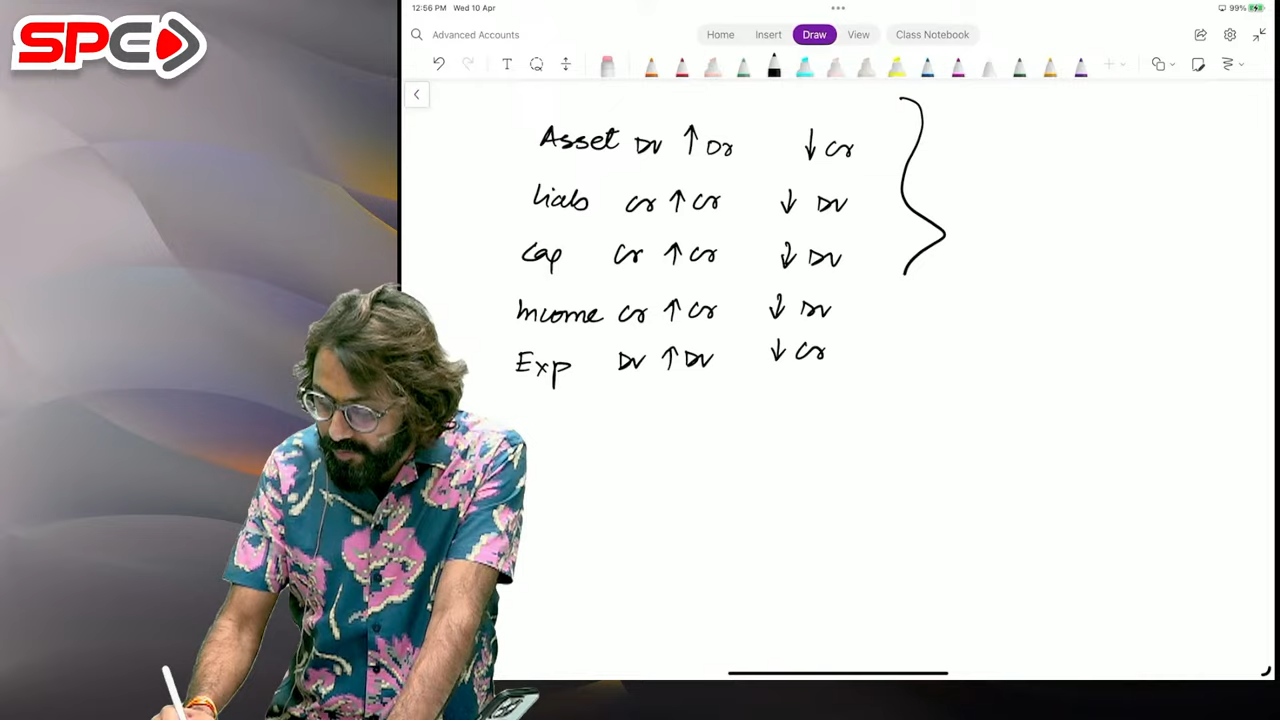 SPC
12:56 PM Wed 10 Apr
99%
Advanced Accounts
Home Insert Draw View Class Notebook
Asset Dr ↑ Dr ↓ Cr
Liab Cr ↑ Cr ↓ Dr
Cap Cr ↑ Cr ↓ Dr
Income Cr ↑ Cr ↓ Dr
Exp Dr ↑ Dr ↓ Cr